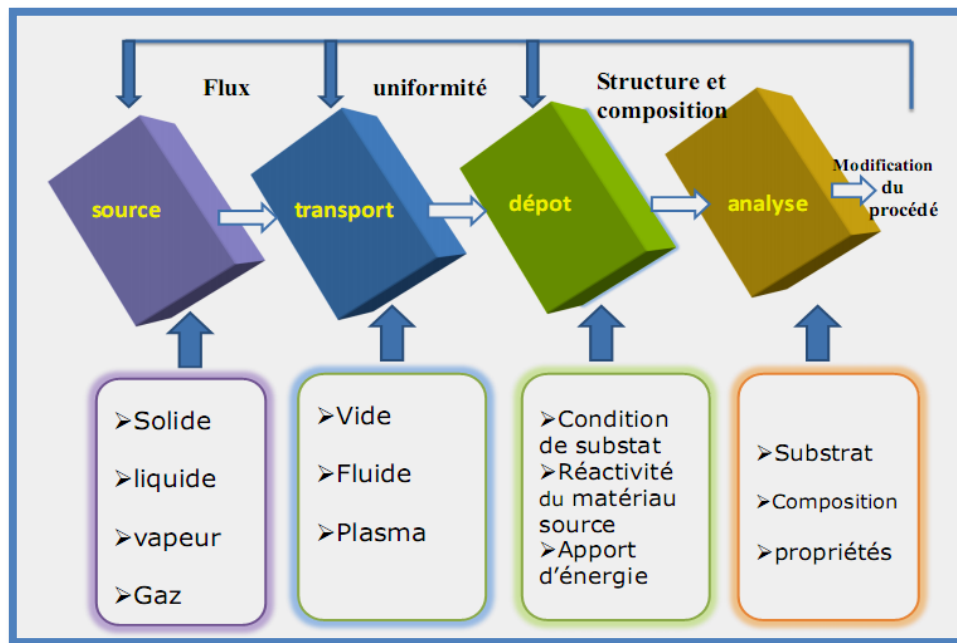 Flux
uniformité
Structure et
composition
source
transport
dépot
analyse
Modification
du
procédé
➢Solide
➢liquide
➢vapeur
➢Gaz
➢Vide
➢Fluide
➢Plasma
➢Condition
de substat
➢Réactivité
du matériau
source
➢Apport
d’énergie
➢Substrat
➢Composition
➢propriétés